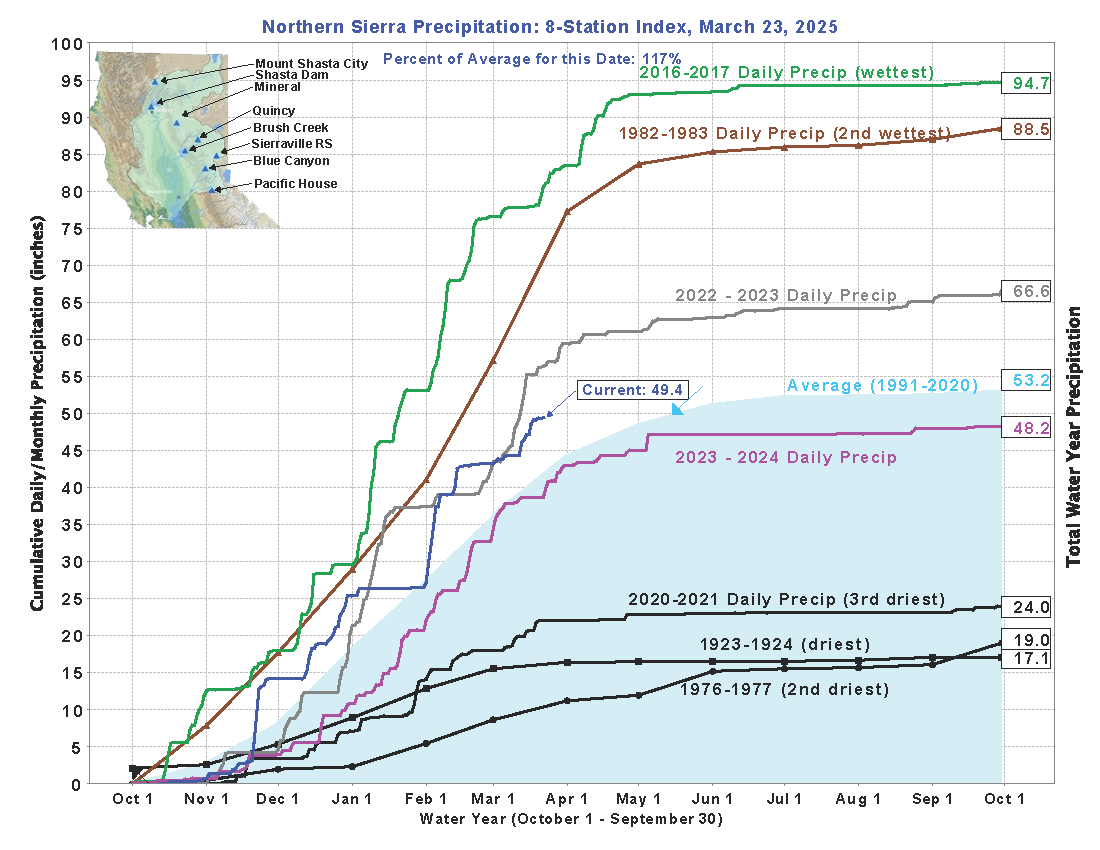 Northern Sierra Precipitation: 8-Station Index, March 23, 2025
Percent of Average for this Date: 117%
Mount Shasta City
Shasta Dam
Mineral
Quincy
Brush Creek
Sierraville RS
Blue Canyon
Pacific House
2016-2017 Daily Precip (wettest)
94.7
1982-1983 Daily Precip (2nd wettest)
88.5
2022 - 2023 Daily Precip
66.6
Current: 49.4
Average (1991-2020)
53.2
48.2
2023 - 2024 Daily Precip
2020-2021 Daily Precip (3rd driest)
24.0
1923-1924 (driest)
19.0
17.1
1976-1977 (2nd driest)
Cumulative Daily/Monthly Precipitation (inches)
Total Water Year Precipitation
100
95
90
85
80
75
70
65
60
55
50
45
40
35
30
25
20
15
10
5
0
Oct 1 Nov 1 Dec 1 Jan 1 Feb 1 Mar 1 Apr 1 May 1 Jun 1 Jul 1 Aug 1 Sep 1 Oct 1
Water Year (October 1 - September 30)